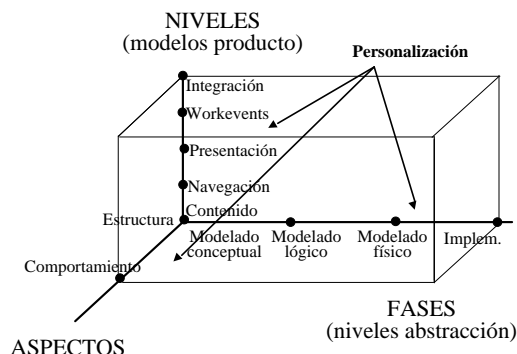 NIVELES
(modelos producto)
Personalización
Integración
Workevents
Presentación
Navegación
Contenido
Estructura
Modelado
conceptual
Modelado
lógico
Modelado
físico
Implem.
Comportamiento
FASES
(niveles abstracción)
ASPECTOS